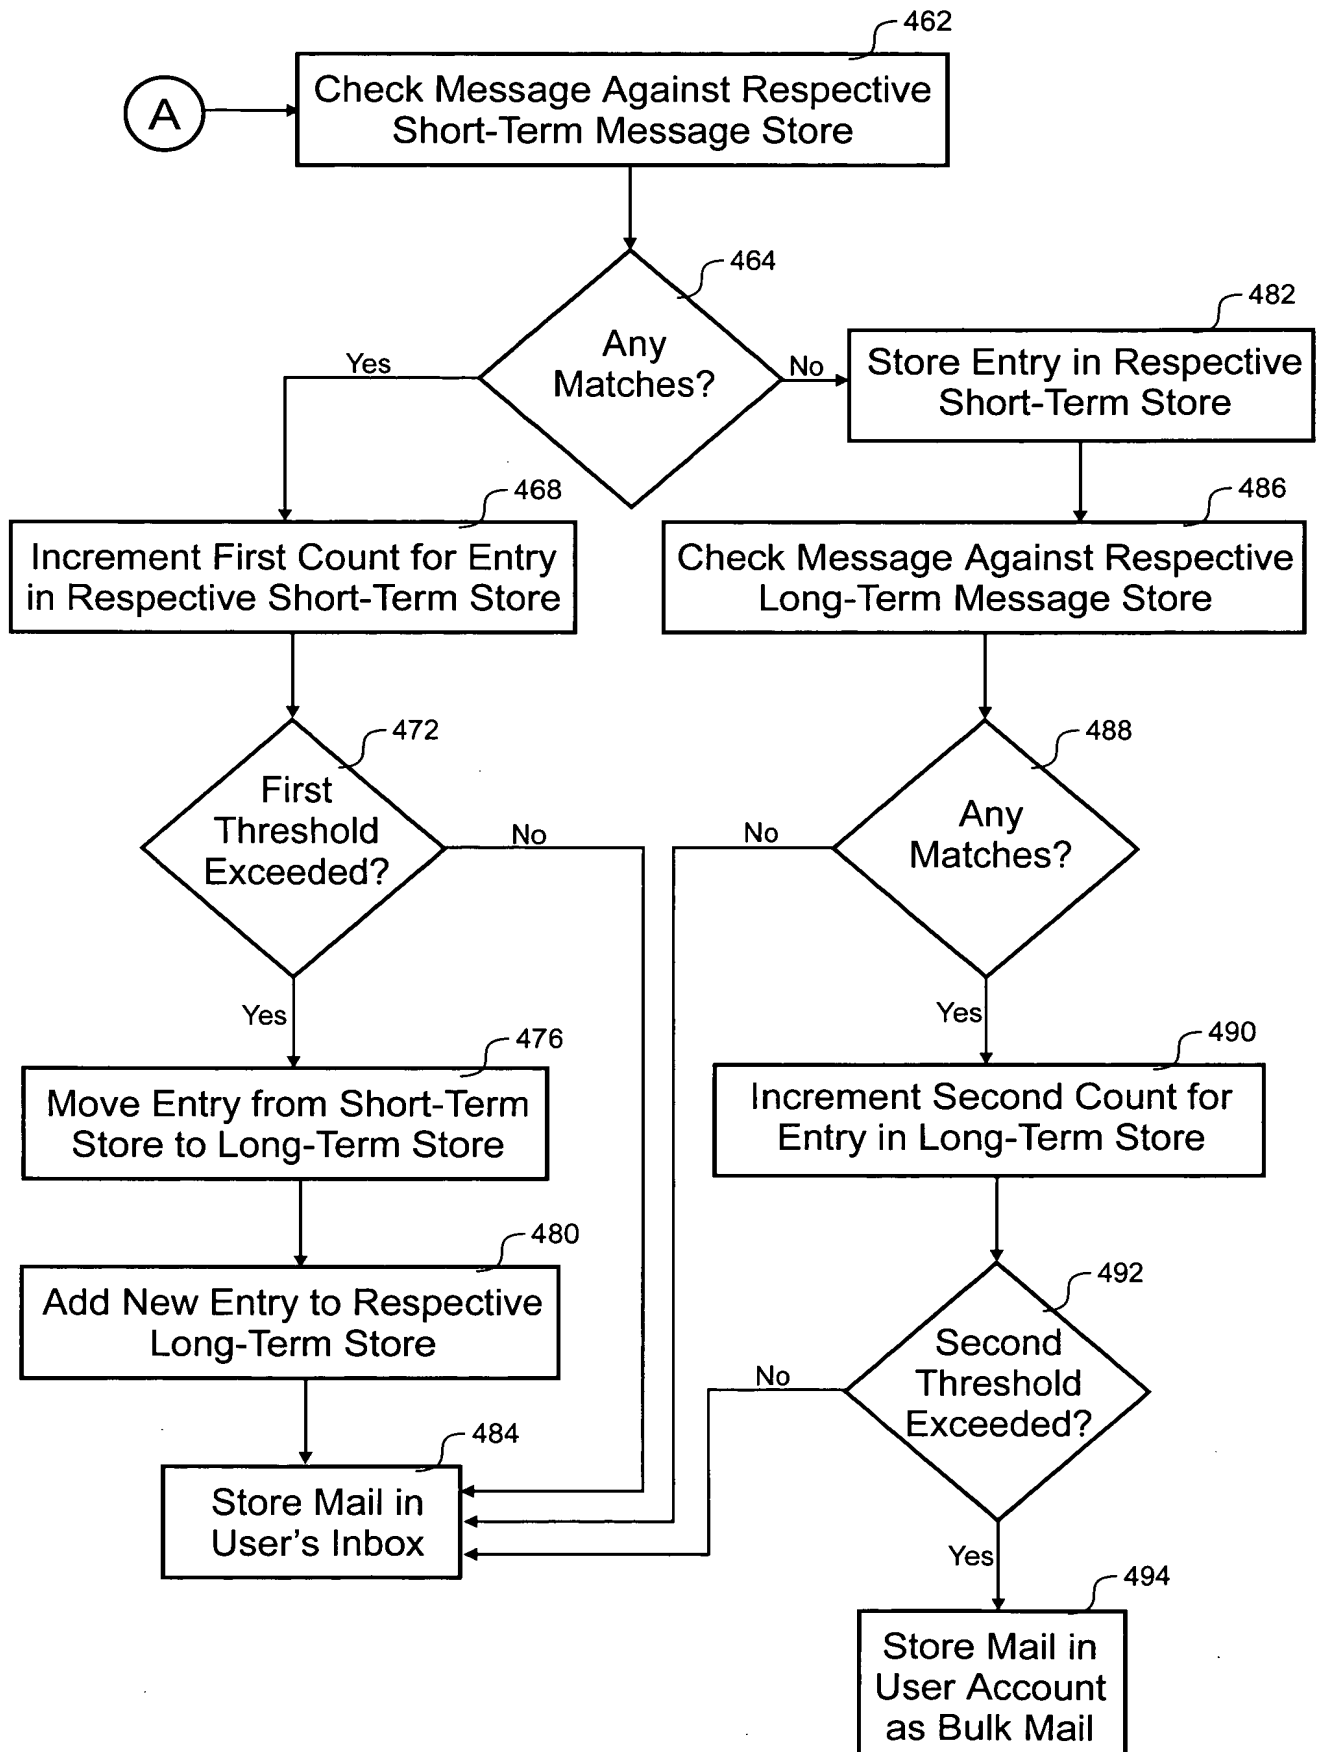 462
A
Check Message Against Respective
Short-Term Message Store
464
Any
Matches?
Yes
No
482
Store Entry in Respective
Short-Term Store
468
Increment First Count for Entry
in Respective Short-Term Store
486
Check Message Against Respective
Long-Term Message Store
472
First
Threshold
Exceeded?
No
488
Any
Matches?
No
Yes
476
Move Entry from Short-Term
Store to Long-Term Store
Yes
490
Increment Second Count for
Entry in Long-Term Store
480
Add New Entry to Respective
Long-Term Store
492
Second
Threshold
Exceeded?
No
484
Store Mail in
User's Inbox
Yes
494
Store Mail in
User Account
as Bulk Mail